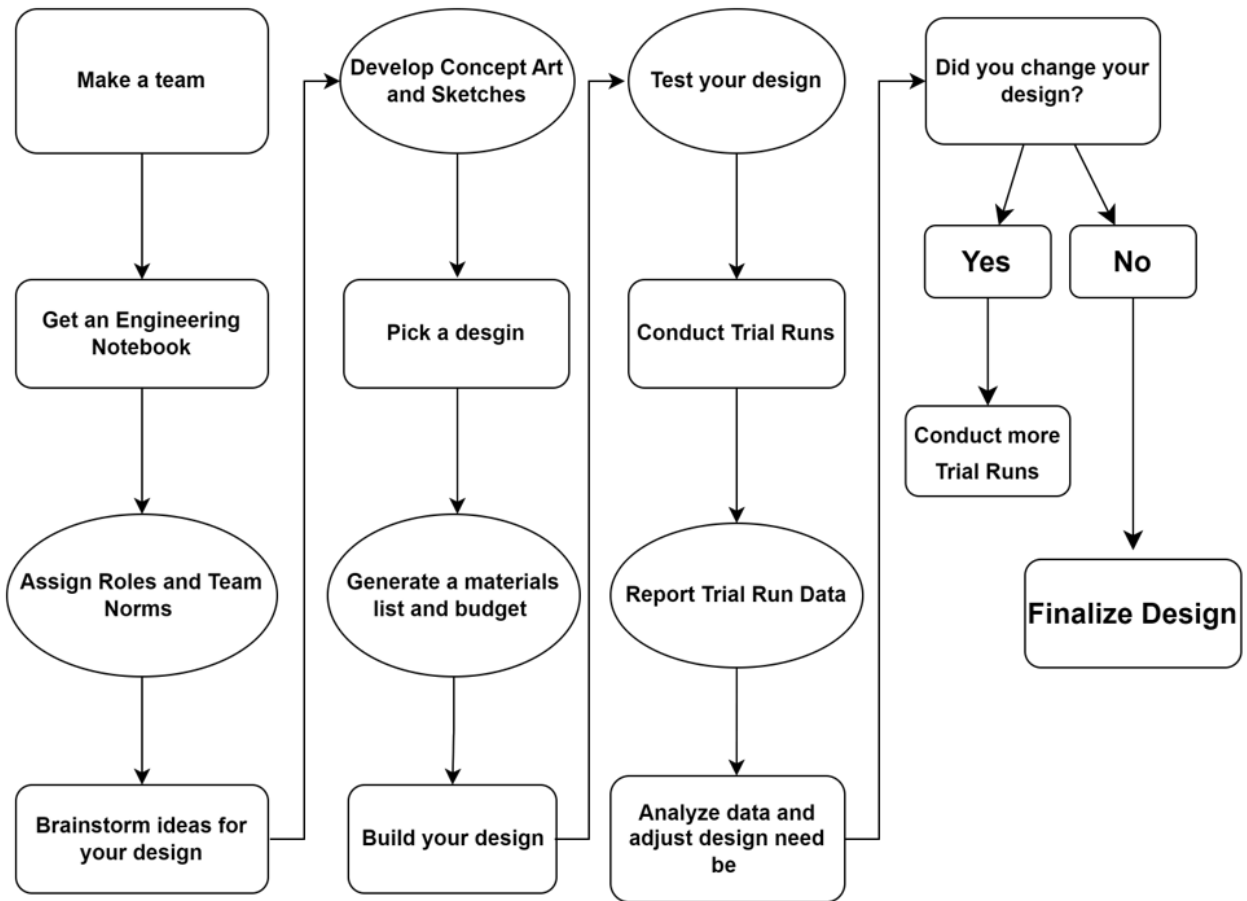 Make a team
Get an Engineering
Notebook
Assign Roles and Team
Norms
Brainstorm ideas for
your design
Develop Concept Art
and Sketches
Pick a desgin
Generate a materials
list and budget
Build your design
Test your design
Conduct Trial Runs
Report Trial Run Data
Analyze data and
adjust design need
be
Did you change your
design?
Yes
No
Conduct more
Trial Runs
Finalize Design